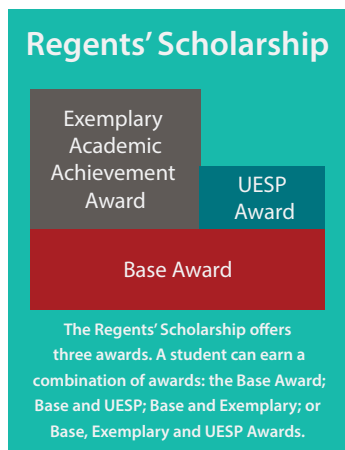 Regents’ Scholarship
Exemplary
Academic
Achievement
Award
UESP
Award
Base Award
The Regents’ Scholarship offers
three awards. A student can earn a
combination of awards: the Base Award;
Base and UESP; Base and Exemplary; or
Base, Exemplary and UESP Awards.